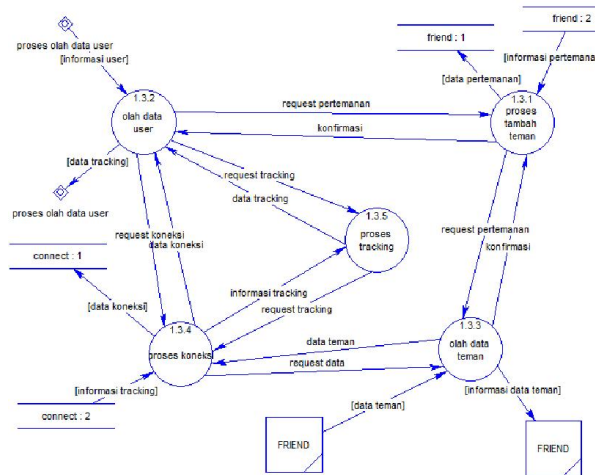 friend : 2
friend : 1
[informasi pertemana
proses olah data user
[informasi user]
[data pertemanan]
1.3.2
olah data
user
request pertemanan
1.3.1
proses
tambah
teman
konfirmasi
[data tracking]
request tracking
data tracking
proses olah data user
1.3.5
proses
tracking
request koneksi
data koneksi
request pertemanan
konfirmasi
connect : 1
informasi tracking
[data koneksi]
request tracking
1.3.4
proses koneksi
1.3.3
olah data
teman
data teman
request data
[informasi tracking]
[informasi data teman]
[data teman]
connect : 2
FRIEND
FRIEND